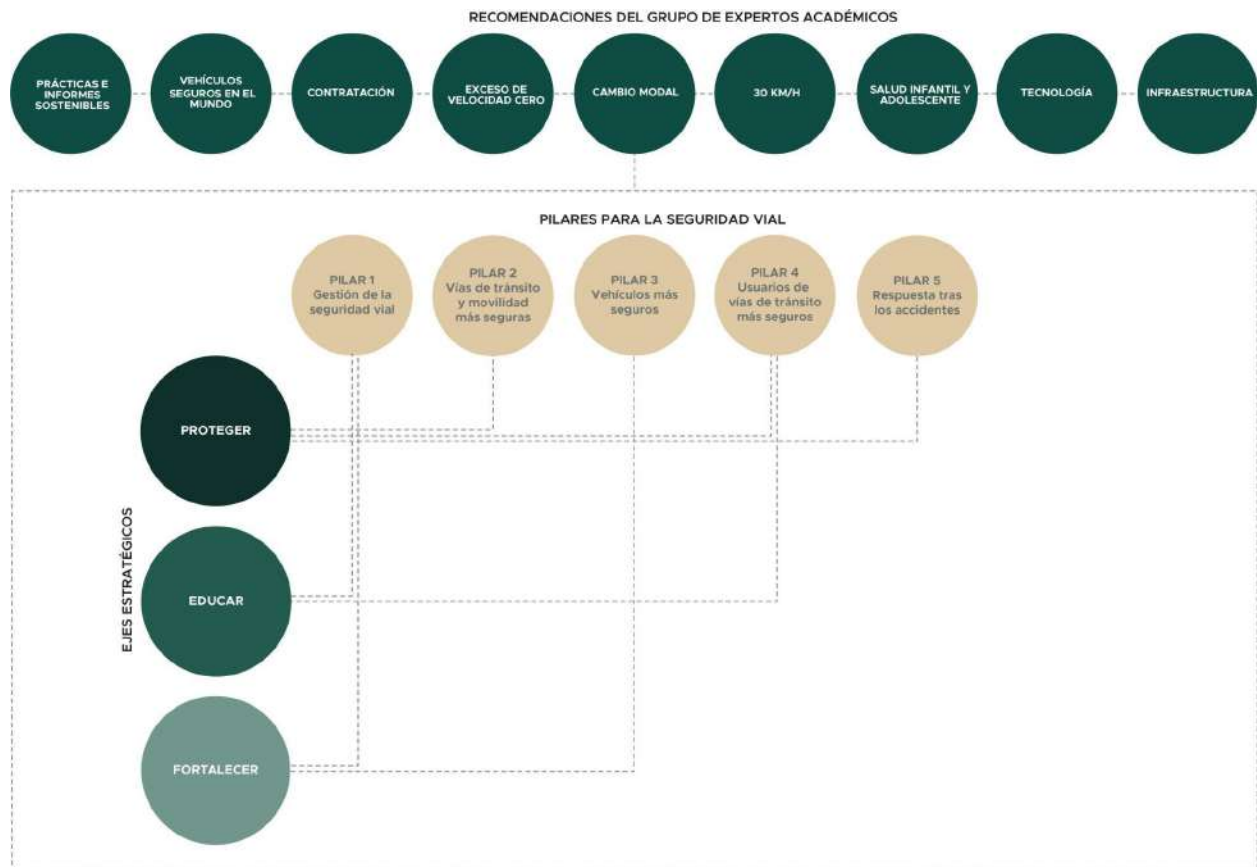 RECOMENDACIONES DEL GRUPO DE EXPERTOS ACADÉMICOS
PRÁCTICAS E
INFORMES
SOSTENIBLES
VEHÍCULOS
SEGUROS EN EL
MUNDO
CONTRATACIÓN
EXCESO DE
VELOCIDAD CERO
CAMBIO MODAL
30 KM/H
SALUD INFANTIL Y
ADOLESCENTE
TECNOLOGÍA
INFRAESTRUCTURA
PILARES PARA LA SEGURIDAD VIAL
PILAR 1
Gestión de la
seguridad vial
PILAR 2
Vías de tránsito
y movilidad
más seguras
PILAR 3
Vehículos más
seguros
PILAR 4
Usuarios de
vías de tránsito
más seguros
PILAR 5
Respuesta tras
los accidentes
EJES ESTRATÉGICOS
PROTEGER
EDUCAR
FORTALECER